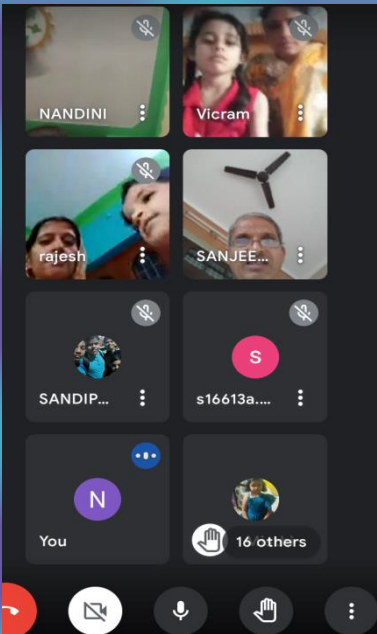 NANDINI
Vicram
rajesh
SANJEE...
SANDIP...
s16613a....
S
N
You
16 others